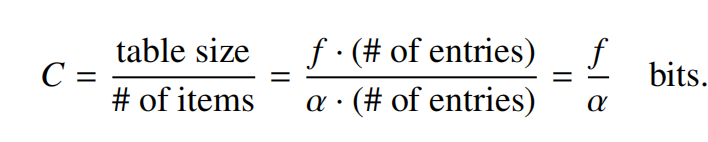 C = table size / # of items = f · (# of entries) / α · (# of entries) = f / α bits.